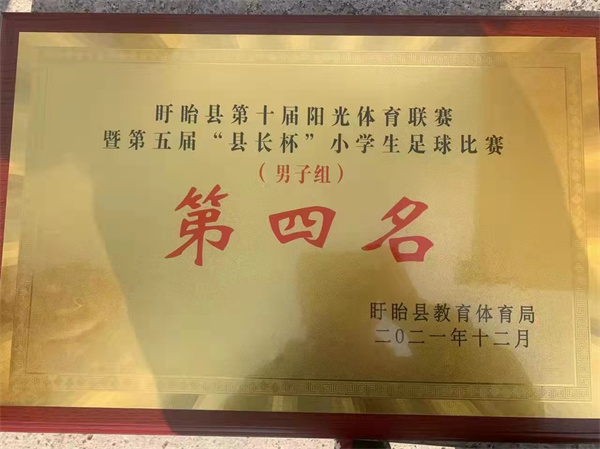 盱眙县第十届阳光体育联赛
暨第五届“县长杯”小学生足球比赛
（男子组）
第四名
盱眙县教育体育局
二〇二一年十二月